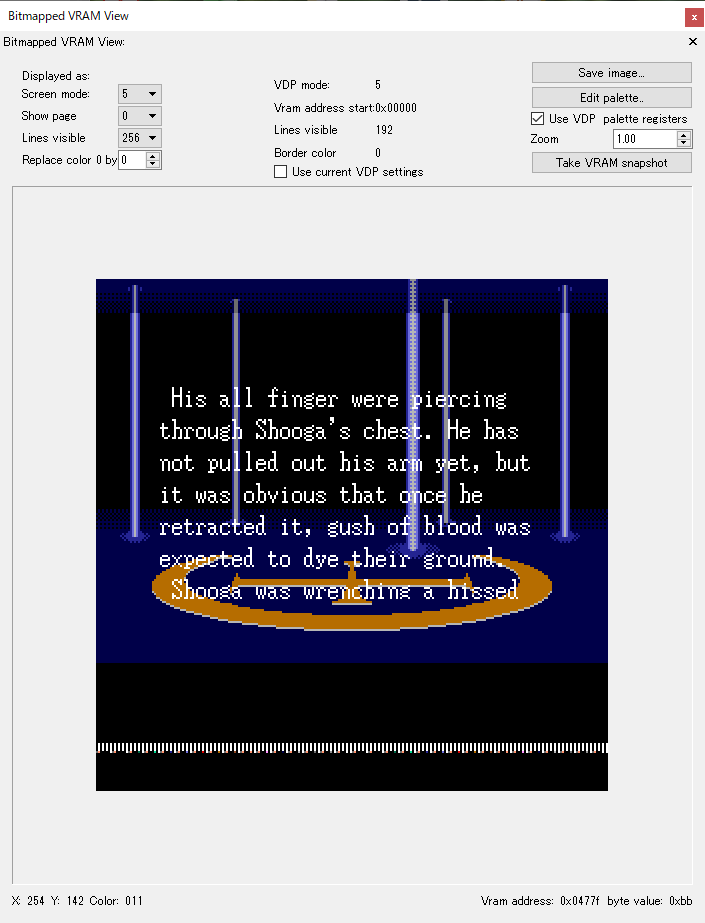 Bitmapped VRAM View
x
Bitmapped VRAM View:
×
Displayed as:
Screen mode: 5
Show page 0
Lines visible 256
Replace color 0 by 0
VDP mode: 5
Vram address start:0x00000
Lines visible 192
Border color 0
Use current VDP settings
Save image...
Edit palette..
Use VDP palette registers
Zoom 1.00
Take VRAM snapshot
His all finger were piercing
through Shooga's chest. He has
not pulled out his arm yet, but
it was obvious that once he
retracted it, gush of blood was
expected to dye their ground.
Shooga was wrenching a hissed
X: 254 Y: 142 Color: 011
Vram address: 0x0477f byte value: 0xbb